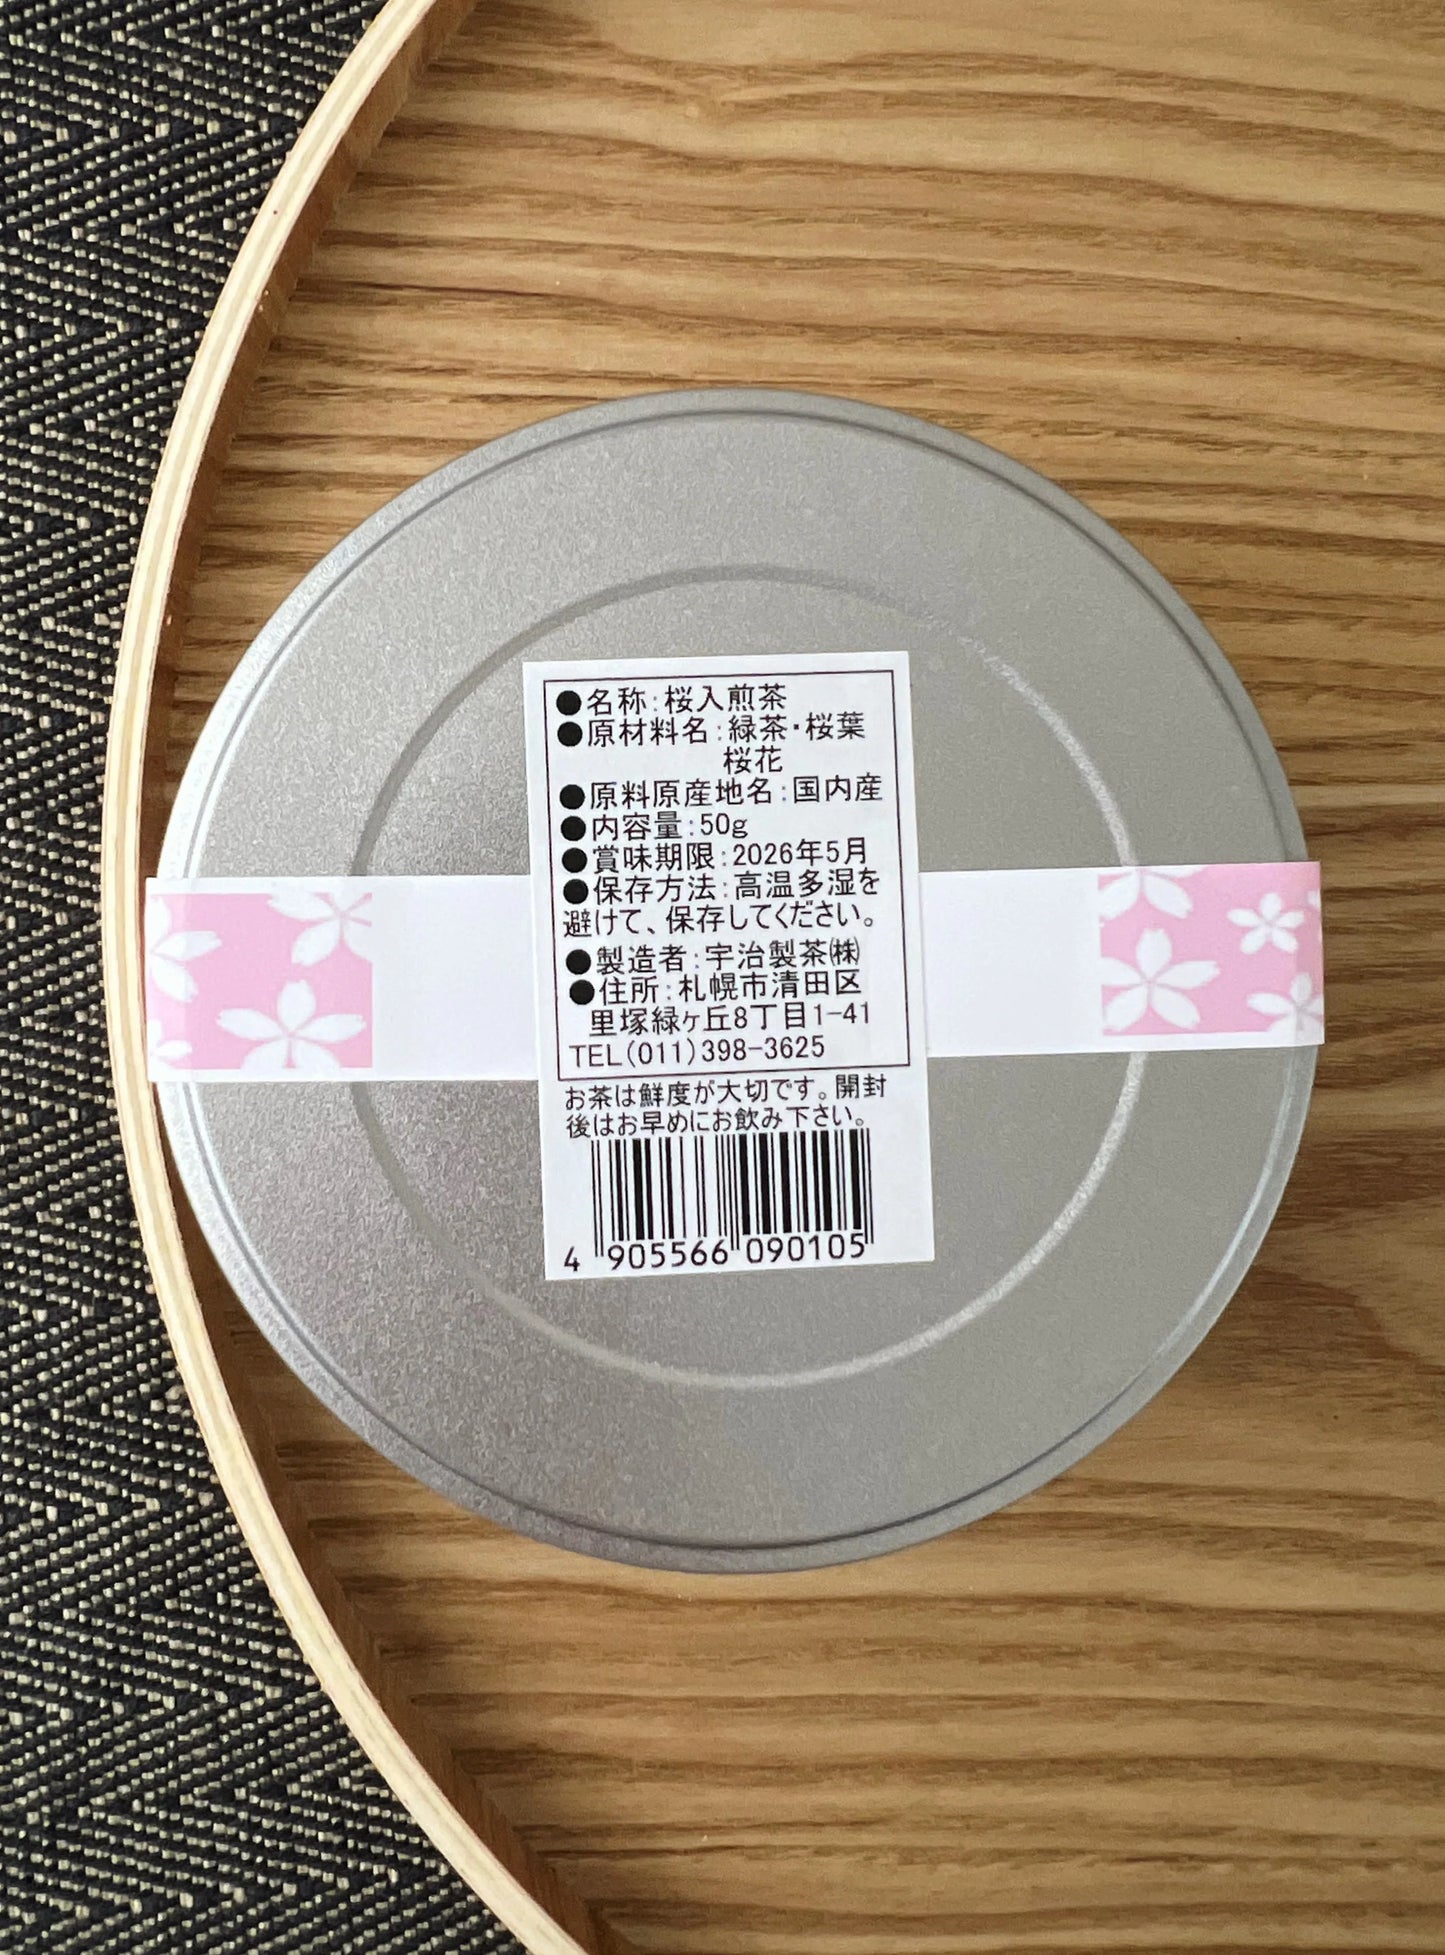 ●名称:桜入煎茶
●原材料名:緑茶・桜葉
桜花
●原料原産地名:国内産
●内容量:50g
●賞味期限:2026年5月
●保存方法:高温多湿を
避けて、保存してください。
●製造者:宇治製茶㈱
●住所:札幌市清田区
里塚緑ヶ丘8丁目1-41
TEL(011)398-3625
お茶は鮮度が大切です。開封
後はお早めにお飲み下さい。
4 905566 090105